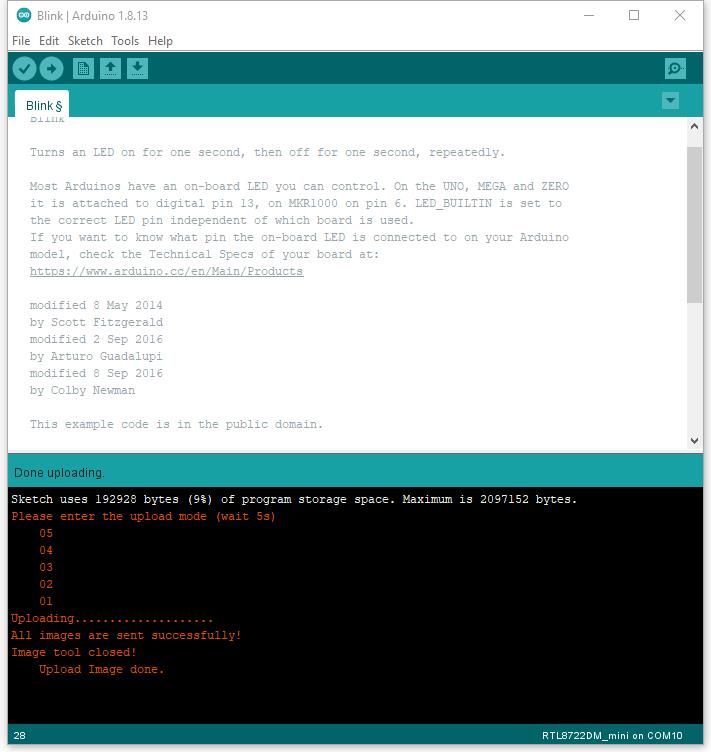 Blink | Arduino 1.8.13
File Edit Sketch Tools Help
Blink §
Blink
Turns an LED on for one second, then off for one second, repeatedly.
Most Arduinos have an on-board LED you can control. On the UNO, MEGA and ZERO
it is attached to digital pin 13, on MKR1000 on pin 6. LED_BUILTIN is set to
the correct LED pin independent of which board is used.
If you want to know what pin the on-board LED is connected to on your Arduino
model, check the Technical Specs of your board at:
https://www.arduino.cc/en/Main/Products
modified 8 May 2014
by Scott Fitzgerald
modified 2 Sep 2016
by Arturo Guadalupi
modified 8 Sep 2016
by Colby Newman
This example code is in the public domain.
Done uploading.
Sketch uses 192928 bytes (9%) of program storage space. Maximum is 2097152 bytes.
Please enter the upload mode (wait 5s)
05
04
03
02
01
Uploading....................
All images are sent successfully!
Image tool closed!
Upload Image done.
28 RTL8722DM_mini on COM10